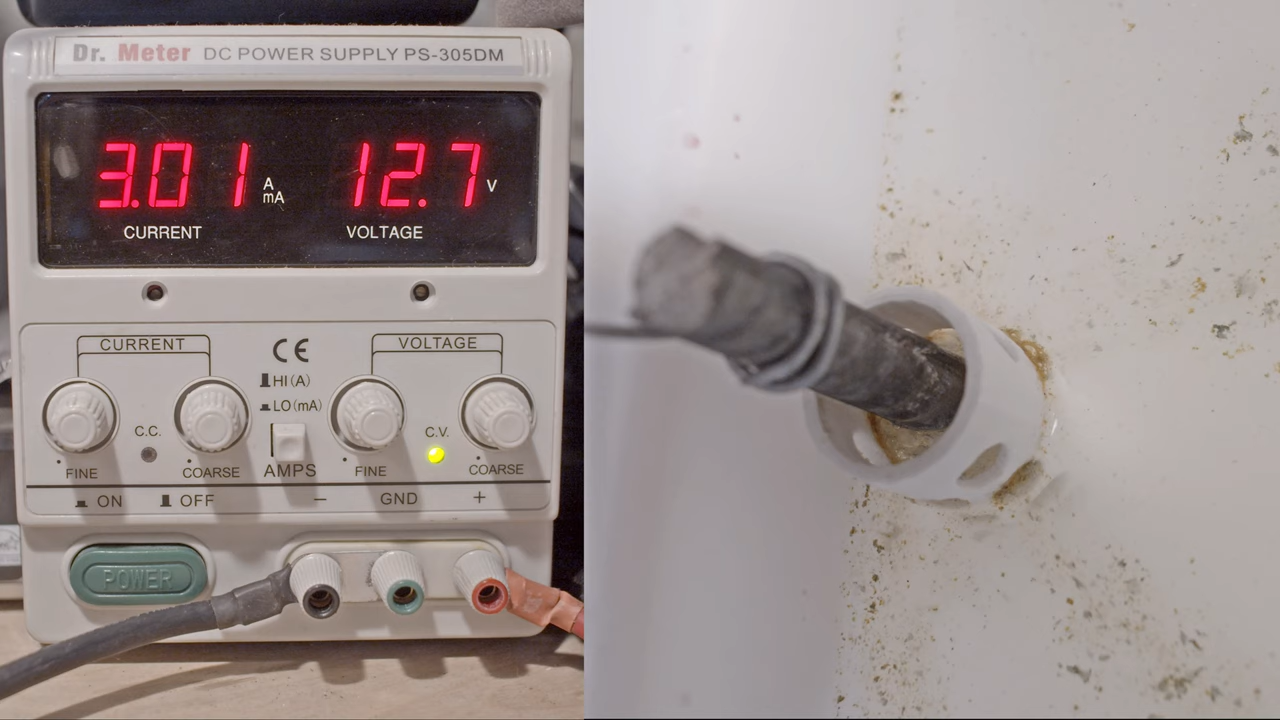 Dr. Meter DC POWER SUPPLY PS-305DM
3.01 A mA 12.7 V
CURRENT VOLTAGE
CURRENT CE VOLTAGE
HI(A)
LO(mA)
C.C. C.V.
FINE COARSE AMPS FINE COARSE
ON OFF − GND +
POWER